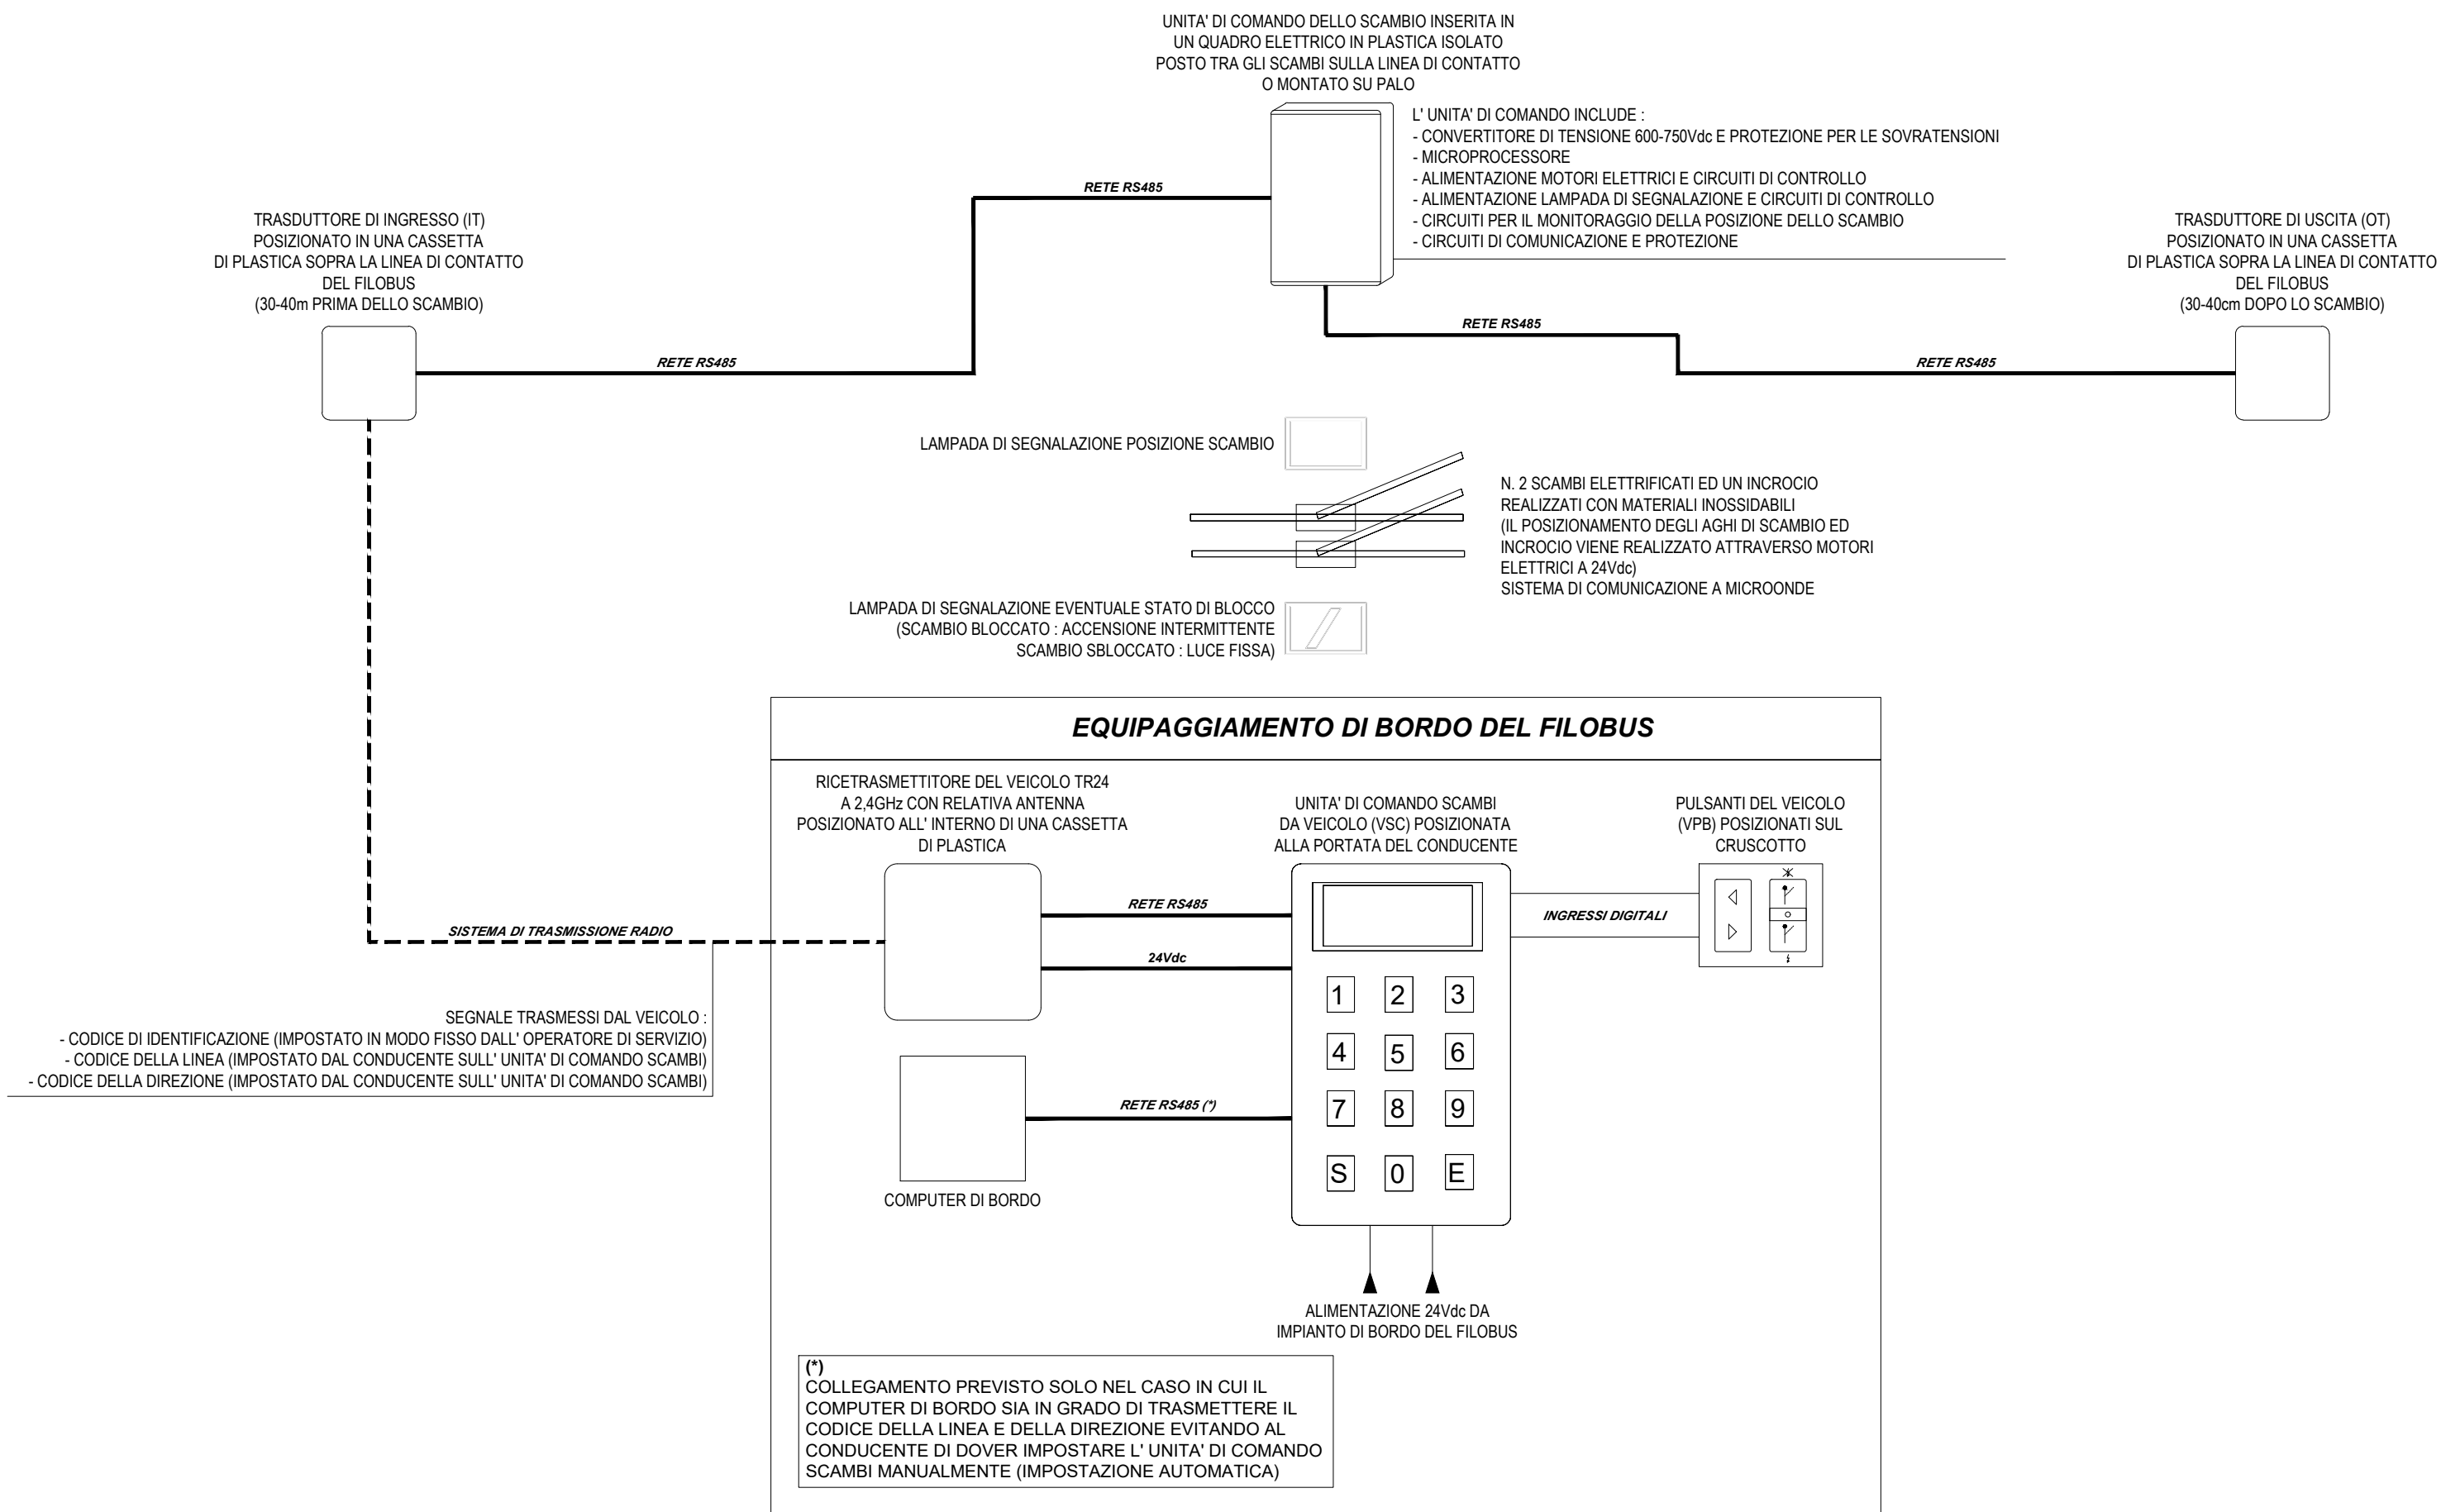 UNITA' DI COMANDO DELLO SCAMBIO INSERITA IN
UN QUADRO ELETTRICO IN PLASTICA ISOLATO
POSTO TRA GLI SCAMBI SULLA LINEA DI CONTATTO
O MONTATO SU PALO
L' UNITA' DI COMANDO INCLUDE :
- CONVERTITORE DI TENSIONE 600-750Vdc E PROTEZIONE PER LE SOVRATENSIONI
- MICROPROCESSORE
- ALIMENTAZIONE MOTORI ELETTRICI E CIRCUITI DI CONTROLLO
- ALIMENTAZIONE LAMPADA DI SEGNALAZIONE E CIRCUITI DI CONTROLLO
- CIRCUITI PER IL MONITORAGGIO DELLA POSIZIONE DELLO SCAMBIO
- CIRCUITI DI COMUNICAZIONE E PROTEZIONE
RETE RS485
TRASDUTTORE DI INGRESSO (IT)
POSIZIONATO IN UNA CASSETTA
DI PLASTICA SOPRA LA LINEA DI CONTATTO
DEL FILOBUS
(30-40m PRIMA DELLO SCAMBIO)
TRASDUTTORE DI USCITA (OT)
POSIZIONATO IN UNA CASSETTA
DI PLASTICA SOPRA LA LINEA DI CONTATTO
DEL FILOBUS
(30-40cm DOPO LO SCAMBIO)
RETE RS485
RETE RS485
RETE RS485
LAMPADA DI SEGNALAZIONE POSIZIONE SCAMBIO
N. 2 SCAMBI ELETTRIFICATI ED UN INCROCIO
REALIZZATI CON MATERIALI INOSSIDABILI
(IL POSIZIONAMENTO DEGLI AGHI DI SCAMBIO ED
INCROCIO VIENE REALIZZATO ATTRAVERSO MOTORI
ELETTRICI A 24Vdc)
SISTEMA DI COMUNICAZIONE A MICROONDE
LAMPADA DI SEGNALAZIONE EVENTUALE STATO DI BLOCCO
(SCAMBIO BLOCCATO : ACCENSIONE INTERMITTENTE
SCAMBIO SBLOCCATO : LUCE FISSA)
EQUIPAGGIAMENTO DI BORDO DEL FILOBUS
RICETRASMETTITORE DEL VEICOLO TR24
A 2,4GHz CON RELATIVA ANTENNA
POSIZIONATO ALL' INTERNO DI UNA CASSETTA
DI PLASTICA
UNITA' DI COMANDO SCAMBI
DA VEICOLO (VSC) POSIZIONATA
ALLA PORTATA DEL CONDUCENTE
PULSANTI DEL VEICOLO
(VPB) POSIZIONATI SUL
CRUSCOTTO
RETE RS485
INGRESSI DIGITALI
SISTEMA DI TRASMISSIONE RADIO
24Vdc
1 2 3
4 5 6
7 8 9
S 0 E
SEGNALE TRASMESSI DAL VEICOLO :
- CODICE DI IDENTIFICAZIONE (IMPOSTATO IN MODO FISSO DALL' OPERATORE DI SERVIZIO)
- CODICE DELLA LINEA (IMPOSTATO DAL CONDUCENTE SULL' UNITA' DI COMANDO SCAMBI)
- CODICE DELLA DIREZIONE (IMPOSTATO DAL CONDUCENTE SULL' UNITA' DI COMANDO SCAMBI)
RETE RS485 (*)
COMPUTER DI BORDO
ALIMENTAZIONE 24Vdc DA
IMPIANTO DI BORDO DEL FILOBUS
(*)
COLLEGAMENTO PREVISTO SOLO NEL CASO IN CUI IL
COMPUTER DI BORDO SIA IN GRADO DI TRASMETTERE IL
CODICE DELLA LINEA E DELLA DIREZIONE EVITANDO AL
CONDUCENTE DI DOVER IMPOSTARE L' UNITA' DI COMANDO
SCAMBI MANUALMENTE (IMPOSTAZIONE AUTOMATICA)